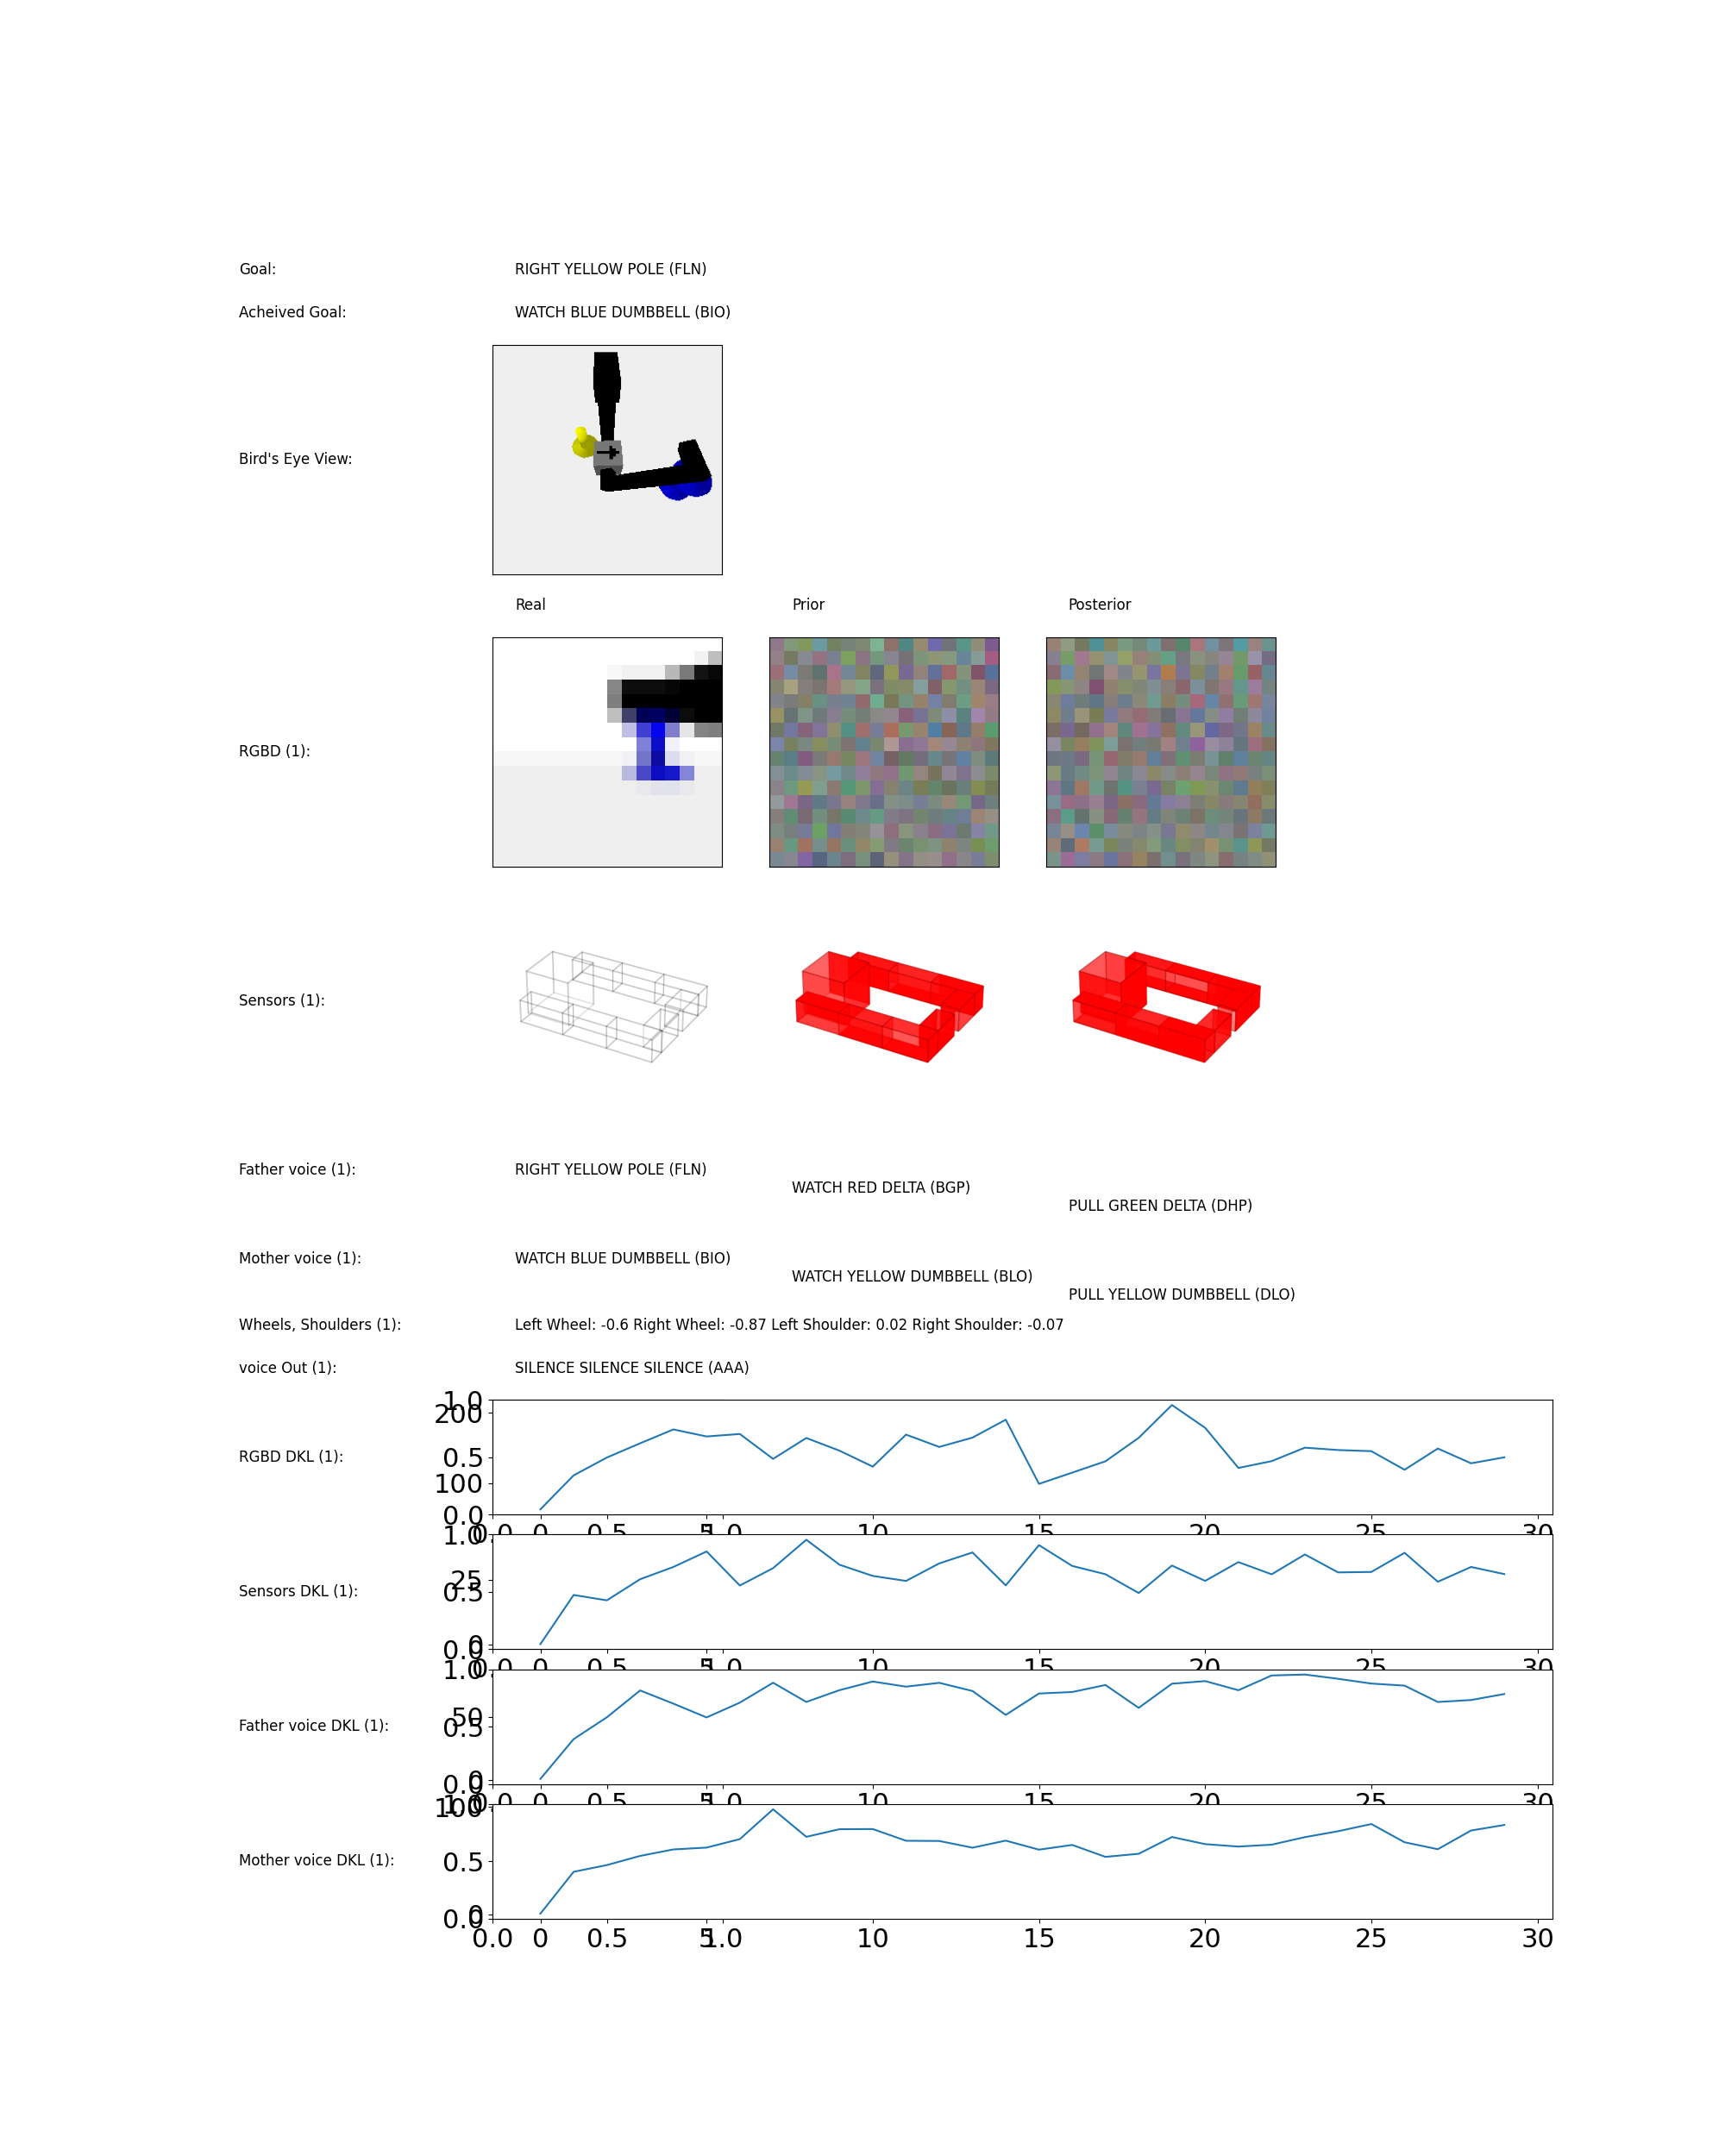 Goal: RIGHT YELLOW POLE (FLN)
Acheived Goal: WATCH BLUE DUMBBELL (BIO)
Bird's Eye View:
Real Prior Posterior
RGBD (1):
Sensors (1):
Father voice (1): RIGHT YELLOW POLE (FLN)
WATCH RED DELTA (BGP)
PULL GREEN DELTA (DHP)
Mother voice (1): WATCH BLUE DUMBBELL (BIO)
WATCH YELLOW DUMBBELL (BLO)
PULL YELLOW DUMBBELL (DLO)
Wheels, Shoulders (1): Left Wheel: -0.6 Right Wheel: -0.87 Left Shoulder: 0.02 Right Shoulder: -0.07
voice Out (1): SILENCE SILENCE SILENCE (AAA)
1.0
200
RGBD DKL (1): 0.5
100
0.0
0.0 0 0.5 5 1.0 10 15 20 25 30
1.0
25
Sensors DKL (1): 0.5
0
0.0
0.0 0 0.5 5 1.0 10 15 20 25 30
1.0
50
Father voice DKL (1): 0.5
0
0.0
0.0 0 0.5 5 1.0 10 15 20 25 30
1.0
100
Mother voice DKL (1): 0.5
0
0.0
0.0 0 0.5 5 1.0 10 15 20 25 30